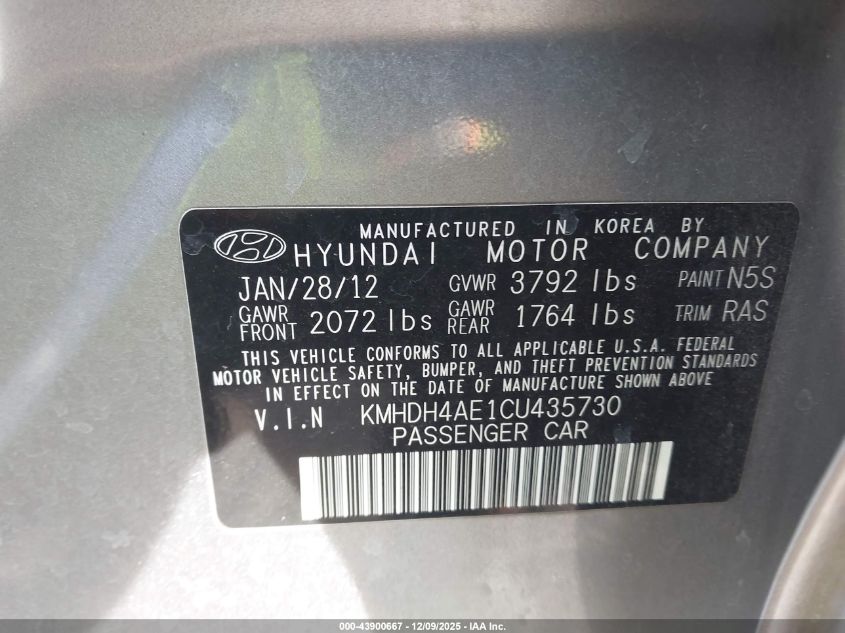 MANUFACTURED IN KOREA BY
HYUNDAI MOTOR COMPANY
JAN/28/12 GVWR 3792 lbs PAINT N5S
GAWR FRONT 2072 lbs GAWR REAR 1764 lbs TRIM RAS
THIS VEHICLE CONFORMS TO ALL APPLICABLE U.S.A. FEDERAL
MOTOR VEHICLE SAFETY, BUMPER, AND THEFT PREVENTION STANDARDS
IN EFFECT ON THE DATE OF MANUFACTURE SHOWN ABOVE
V.I.N KMHDH4AE1CU435730
PASSENGER CAR
000-43900667 • 12/09/2025 • IAA Inc.